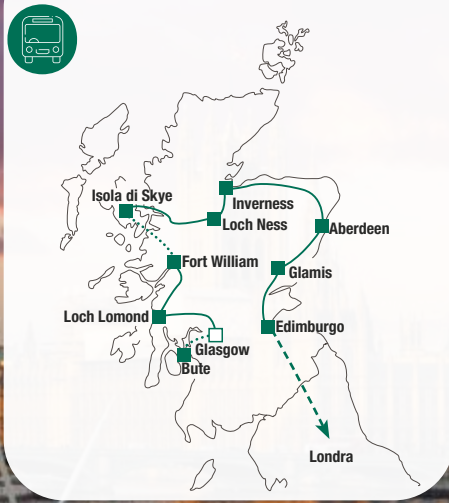 Isola di Skye
Inverness
Loch Ness
Aberdeen
Fort William
Glamis
Loch Lomond
Edimburgo
Glasgow
Bute
Londra